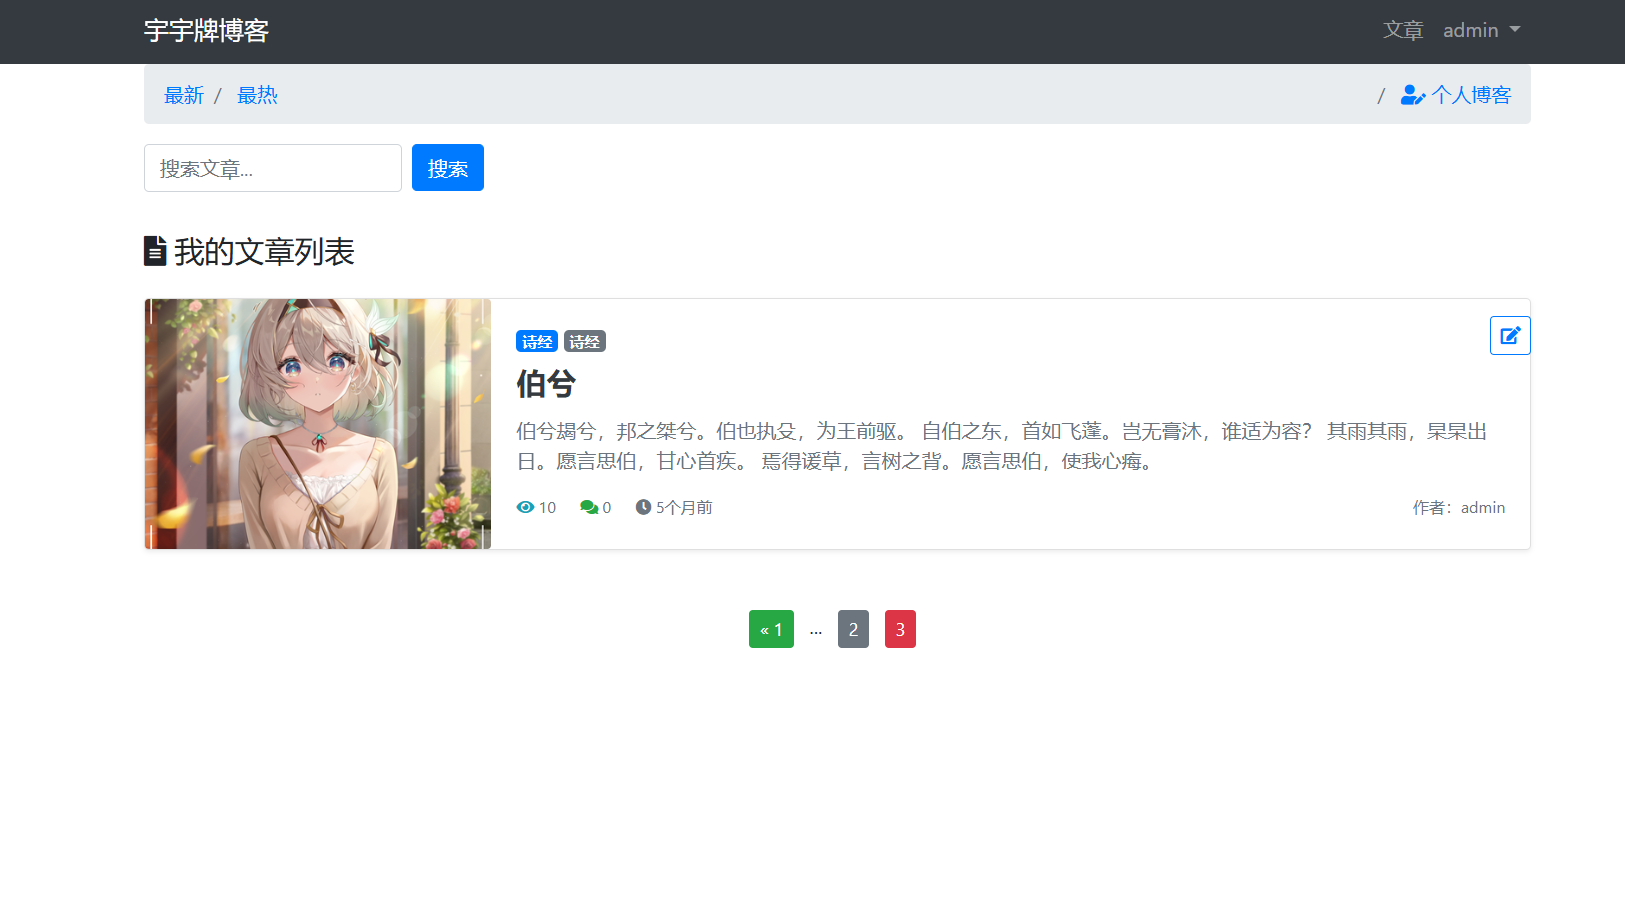 宇宇牌博客
文章 admin
最新 / 最热
/ 个人博客
搜索文章...
搜索
我的文章列表
诗经 诗经
伯兮
伯兮朅兮，邦之桀兮。伯也执殳，为王前驱。 自伯之东，首如飞蓬。岂无膏沐，谁适为容？ 其雨其雨，杲杲出
日。愿言思伯，甘心首疾。 焉得谖草，言树之背。愿言思伯，使我心痗。
10 0 5个月前
作者：admin
« 1 ... 2 3